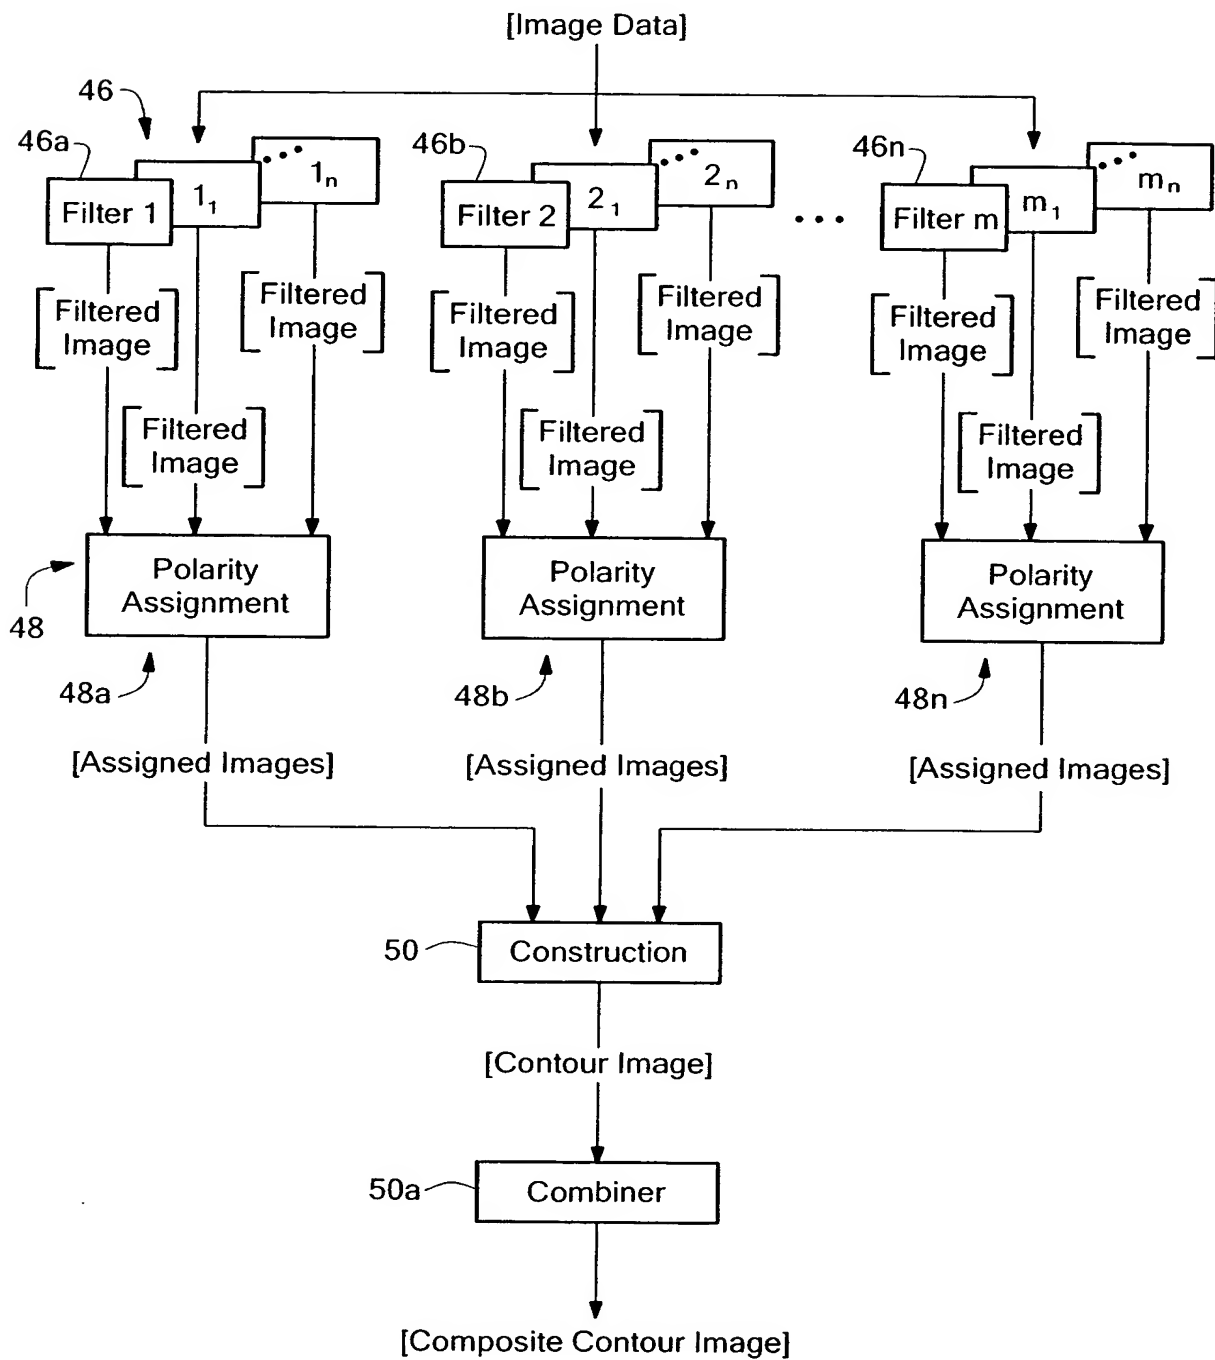 [Image Data]
46
46a
46b
46n
Filter 1
1₁
1ₙ
Filter 2
2₁
2ₙ
Filter m
m₁
mₙ
Filtered
Image
Filtered
Image
Filtered
Image
Filtered
Image
Filtered
Image
Filtered
Image
Filtered
Image
Filtered
Image
Filtered
Image
48
Polarity
Assignment
Polarity
Assignment
Polarity
Assignment
48a
48b
48n
[Assigned Images]
[Assigned Images]
[Assigned Images]
50
Construction
[Contour Image]
50a
Combiner
[Composite Contour Image]